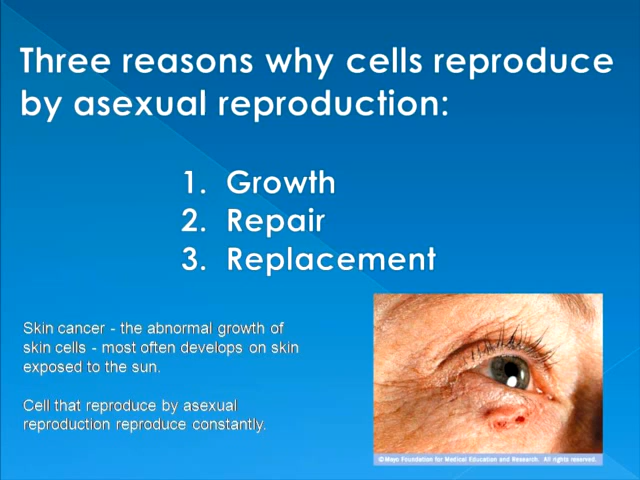 Three reasons why cells reproduce
by asexual reproduction:
1. Growth
2. Repair
3. Replacement
Skin cancer - the abnormal growth of
skin cells - most often develops on skin
exposed to the sun.
Cell that reproduce by asexual
reproduction reproduce constantly.
©Mayo Foundation for Medical Education and Research. All rights reserved.